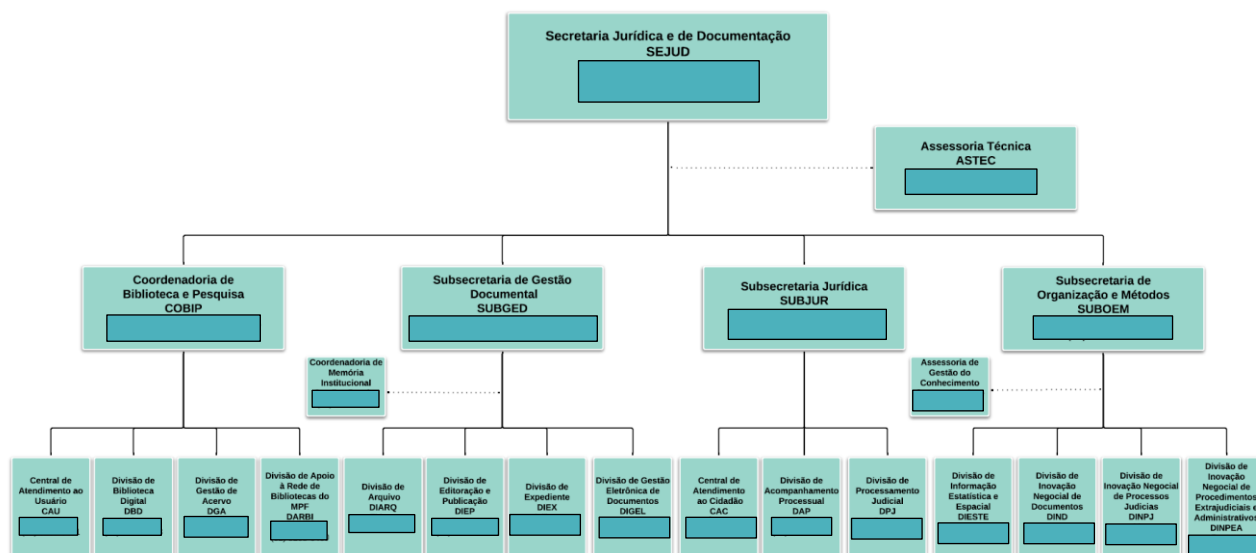 Secretaria Jurídica e de Documentação
SEJUD
Assessoria Técnica
ASTEC
Coordenadoria de
Biblioteca e Pesquisa
COBIP
Subsecretaria de Gestão
Documental
SUBGED
Subsecretaria Jurídica
SUBJUR
Subsecretaria de
Organização e Métodos
SUBOEM
Coordenadoria de
Memória
Institucional
Assessoria de
Gestão do
Conhecimento
Central de
Atendimento ao
Usuário
CAU
Divisão de
Biblioteca
Digital
DBD
Divisão de
Gestão de
Acervo
DGA
Divisão de Apoio
à Rede de
Bibliotecas do
MPF
DARBI
Divisão de
Arquivo
DIARQ
Divisão de
Editoração e
Publicação
DIEP
Divisão de
Expediente
DIEX
Divisão de Gestão
Eletrônica de
Documentos
DIGEL
Central de
Atendimento
ao Cidadão
CAC
Divisão de
Acompanhamento
Processual
DAP
Divisão de
Processamento
Judicial
DPJ
Divisão de
Informação
Estatística e
Espacial
DIESTE
Divisão de
Inovação
Negocial de
Documentos
DIND
Divisão de
Inovação Negocial
de Processos
Judicias
DINPJ
Divisão de
Inovação
Negocial de
Procedimentos
Extrajudiciais e
Administrativos
DINPEA